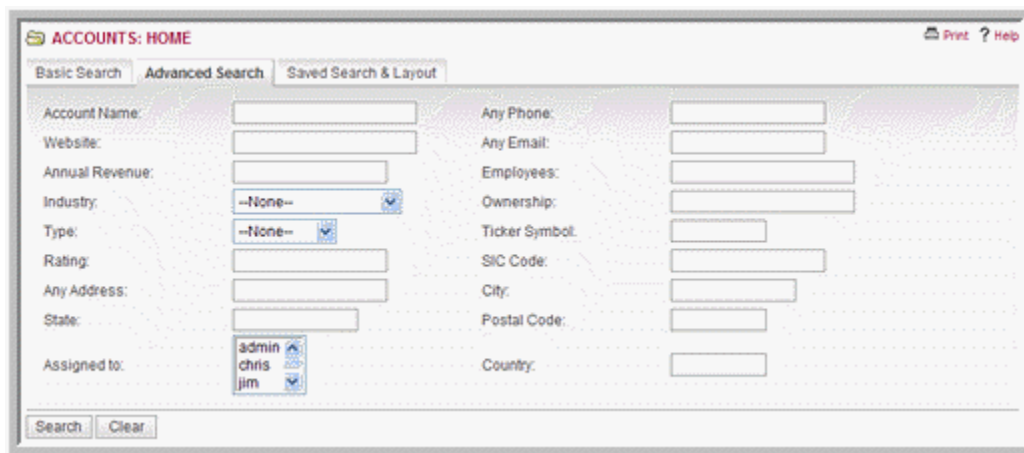 ACCOUNTS: HOME Print ? Help
Basic Search Advanced Search Saved Search & Layout
Account Name: Any Phone:
Website: Any Email:
Annual Revenue: Employees:
Industry: --None-- Ownership:
Type: --None-- Ticker Symbol:
Rating: SIC Code:
Any Address: City:
State: Postal Code:
Assigned to: admin Country:
chris
jim
Search Clear